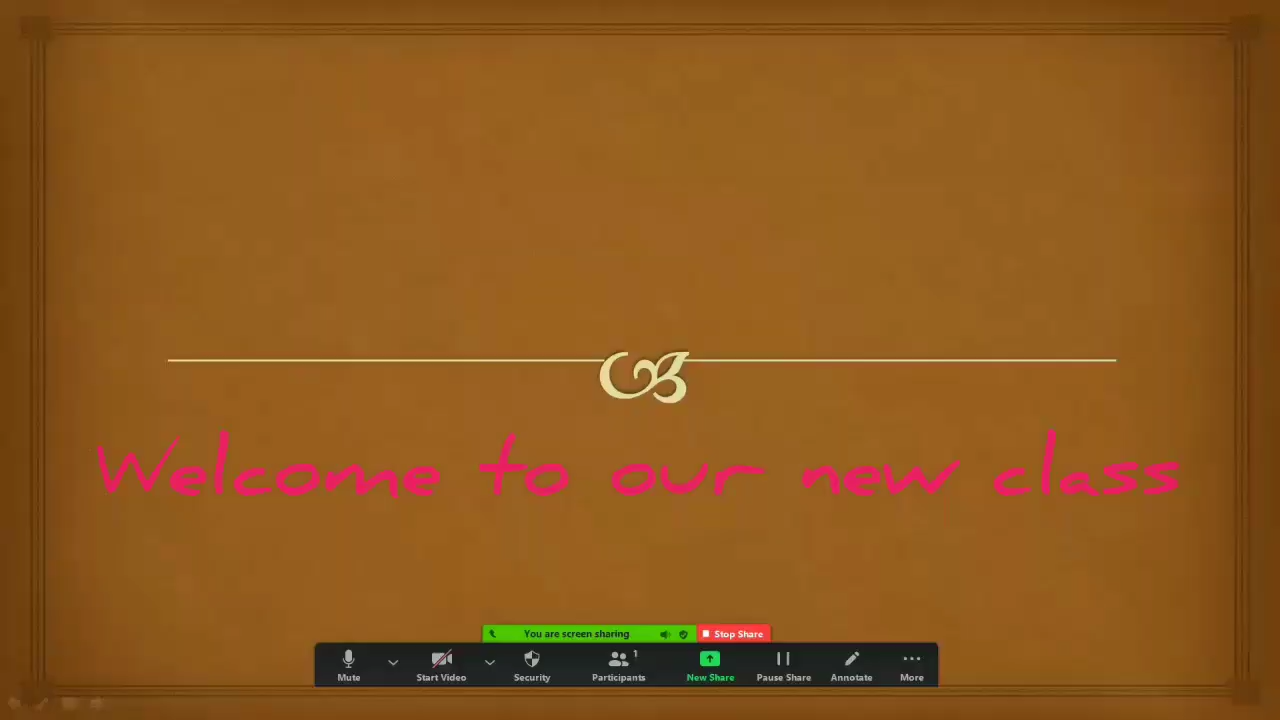 Welcome to our new class
You are screen sharing Stop Share
1
Mute Start Video Security Participants New Share Pause Share Annotate More